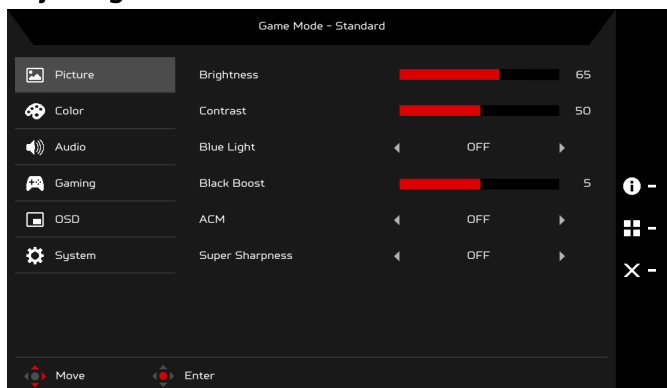 Game Mode - Standard
Picture Brightness 65
Color Contrast 50
Audio Blue Light OFF
Gaming Black Boost 5
OSD ACM OFF
System Super Sharpness OFF
Move Enter